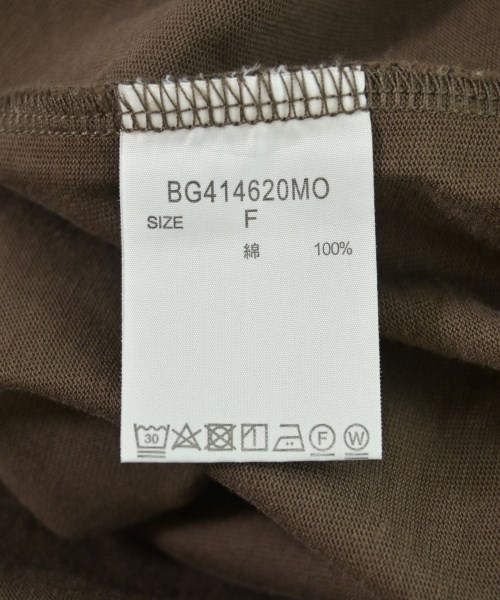 BG414620MO
SIZE F
綿 100%
30 F W